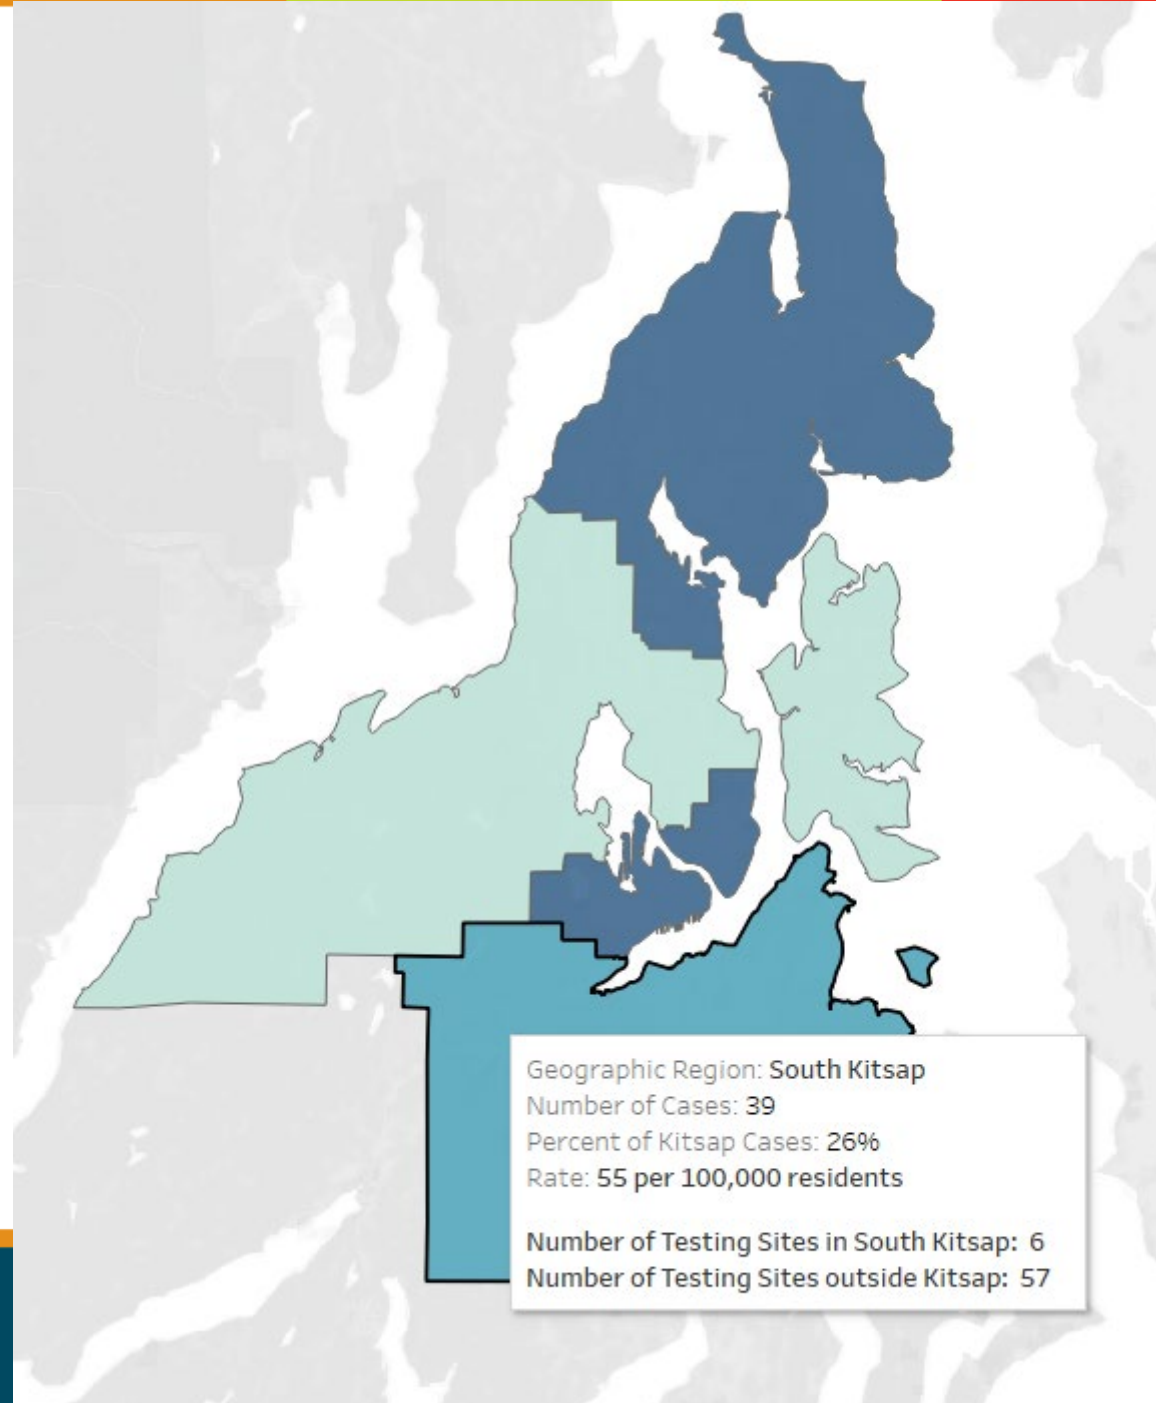 Geographic Region: South Kitsap
Number of Cases: 39
Percent of Kitsap Cases: 26%
Rate: 55 per 100,000 residents
Number of Testing Sites in South Kitsap: 6
Number of Testing Sites outside Kitsap: 57